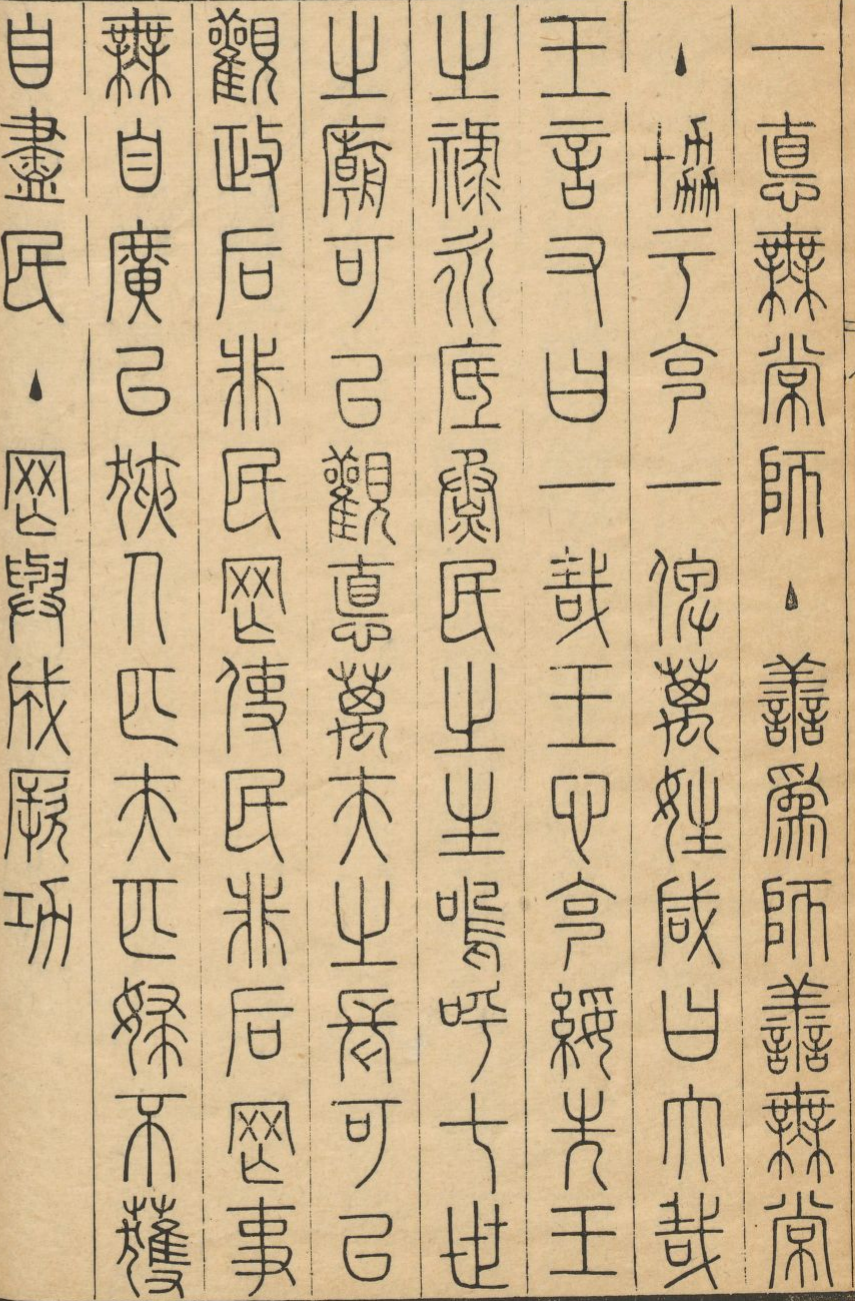 一德無常師主善為師善無常
主協于克一俾萬姓咸曰大哉
王言又曰一哉王心克綏先王
之祿永底烝民之生嗚呼七世
之廟可以觀德萬夫之長可以
觀政后非民罔使民非后罔事
無自廣以狹人匹夫匹婦不獲
自盡民主罔與成厥功